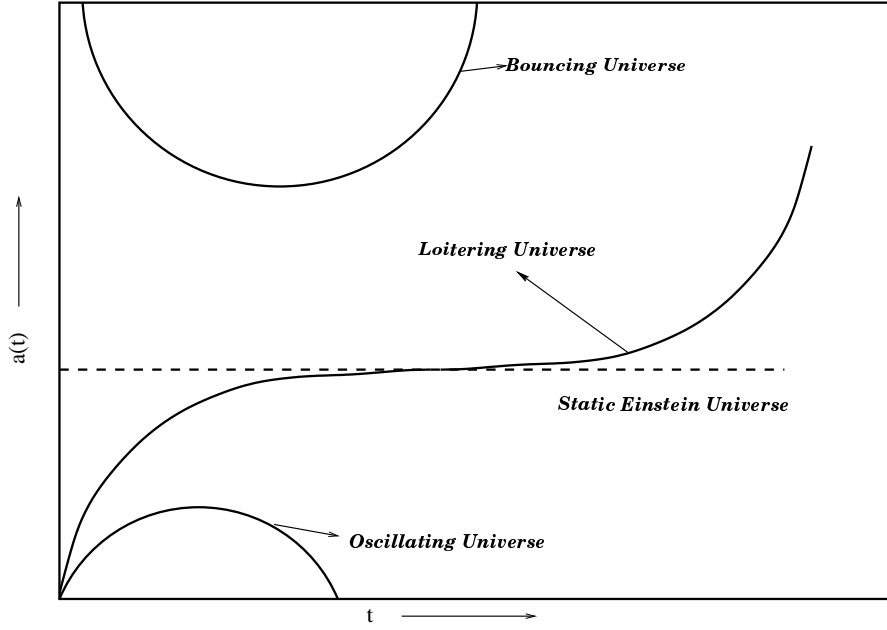 Bouncing Universe
Loitering Universe
a(t)
Static Einstein Universe
Oscillating Universe
t